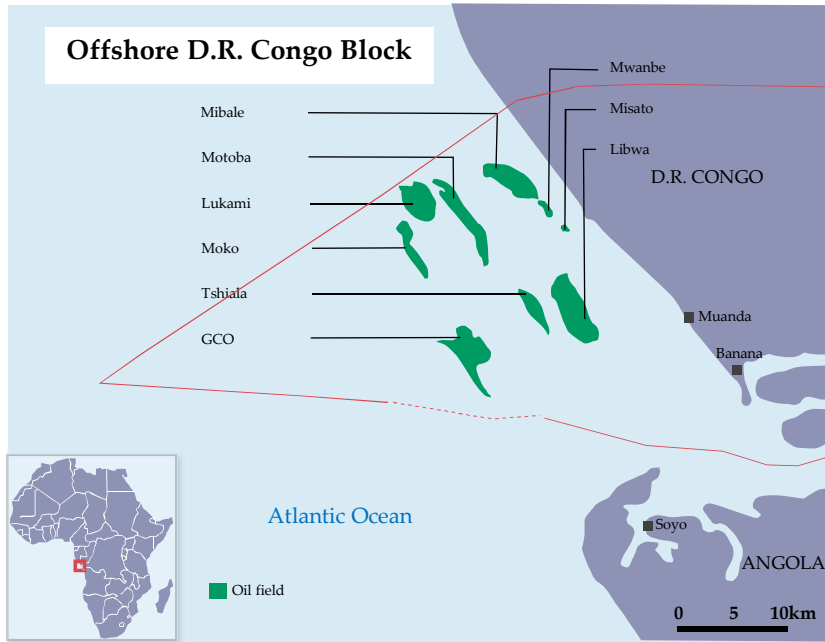 Offshore D.R. Congo Block
Mwanbe
Mibale
Misato
Motoba
Libwa
D.R. CONGO
Lukami
Moko
Tshiala
Muanda
GCO
Banana
Atlantic Ocean
Soyo
ANGOLA
Oil field
0 5 10km